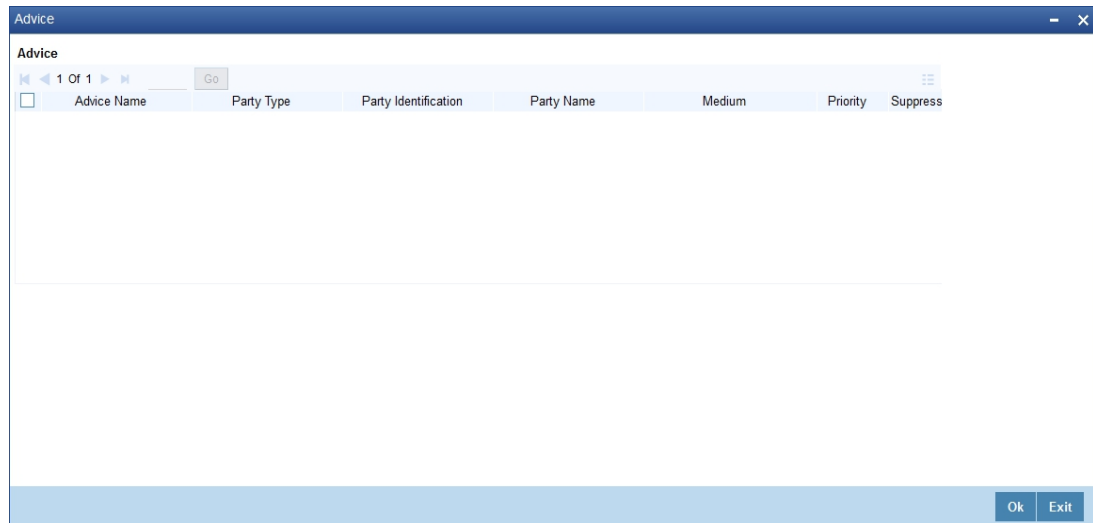 Advice
Advice
1 Of 1 Go
Advice Name Party Type Party Identification Party Name Medium Priority Suppress
Ok Exit